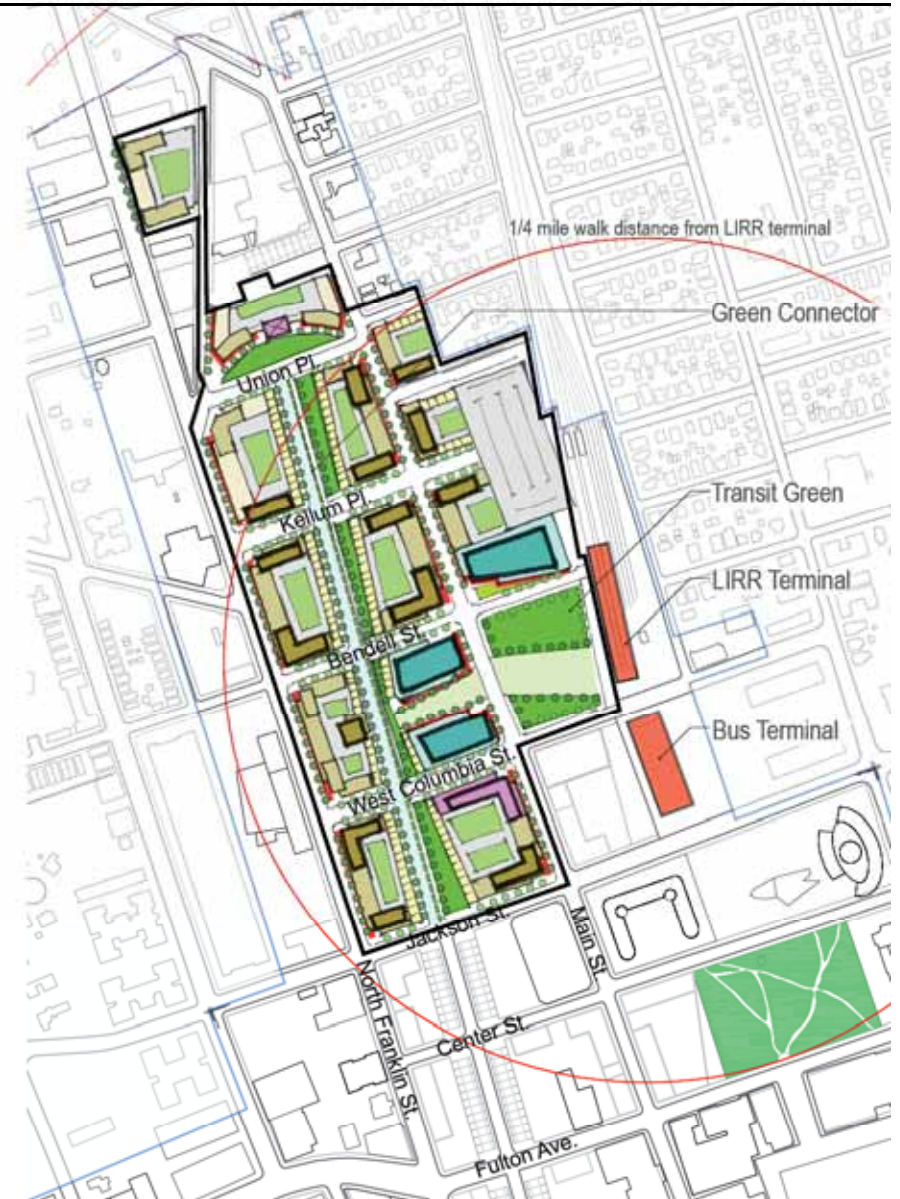 1/4 mile walk distance from LIRR terminal
Green Connector
Union Pl.
Transit Green
Kellum Pl.
LIRR Terminal
Bendell St.
Bus Terminal
West Columbia St.
Jackson St.
Main St.
North Franklin St.
Center St.
Fulton Ave.